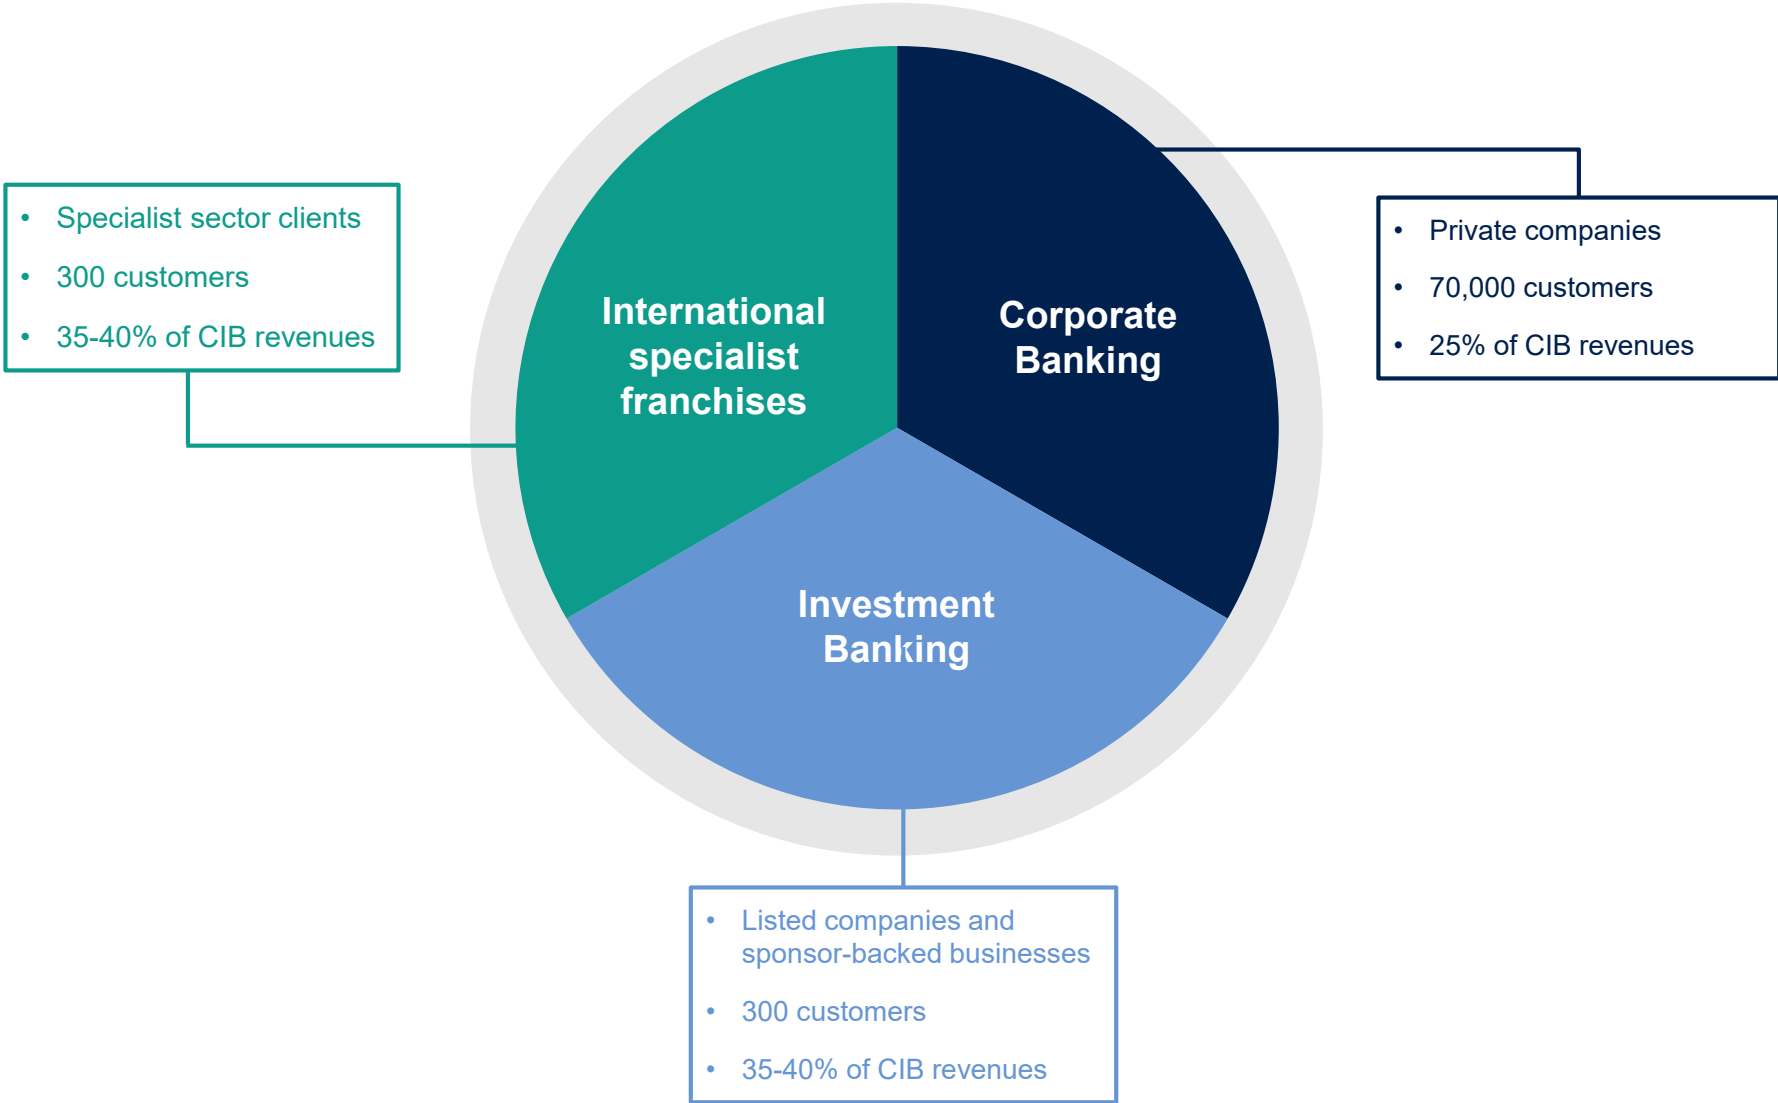 • Specialist sector clients
• 300 customers
• 35-40% of CIB revenues
International
specialist
franchises
Corporate
Banking
• Private companies
• 70,000 customers
• 25% of CIB revenues
Investment
Banking
• Listed companies and
sponsor-backed businesses
• 300 customers
• 35-40% of CIB revenues